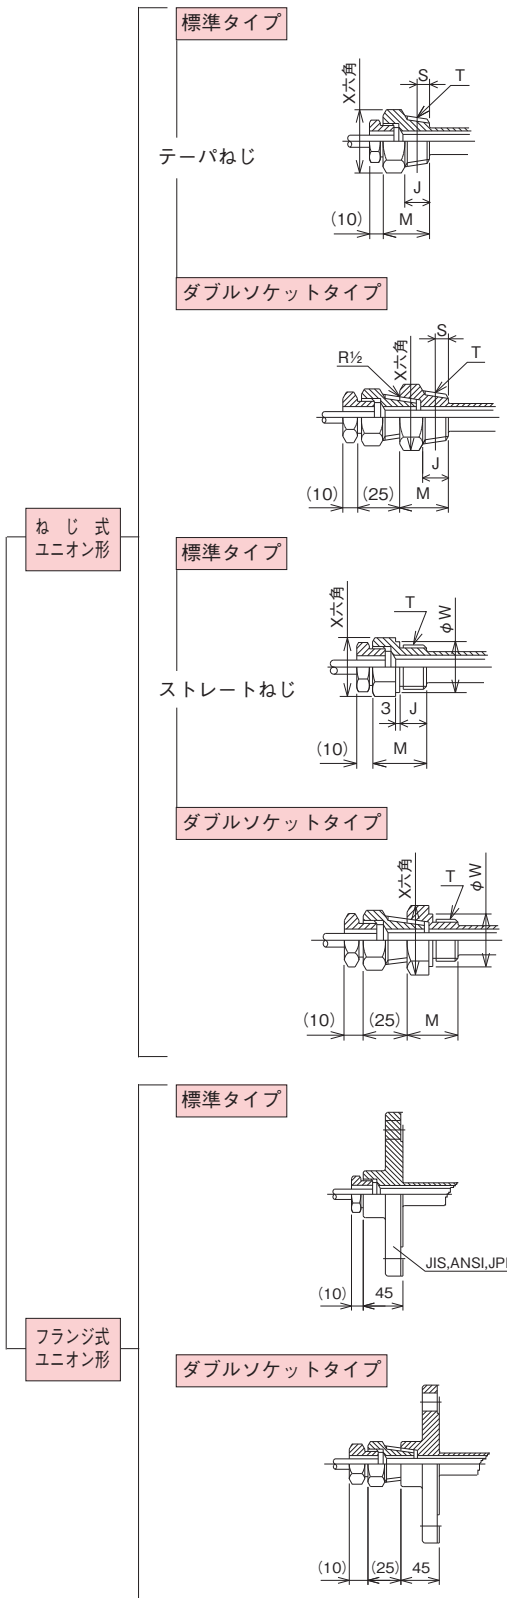 標準タイプ
X六角
S
T
テーパねじ
J
(10)
M
ダブルソケットタイプ
R½
X六角
S
T
J
(10)
(25)
M
ね じ 式
ユニオン形
標準タイプ
X六角
T
φW
ストレートねじ
3
J
(10)
M
ダブルソケットタイプ
X六角
T
φW
(10)
(25)
M
標準タイプ
JIS,ANSI,JPI
(10)
45
フランジ式
ユニオン形
ダブルソケットタイプ
(10)
(25)
45